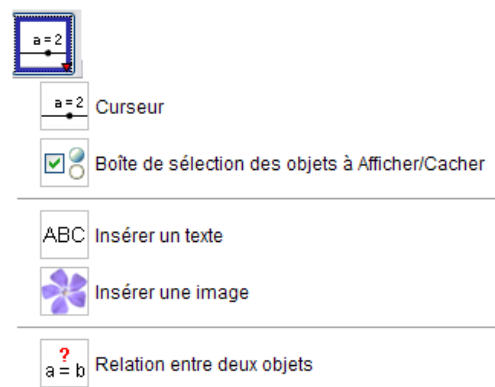 a = 2
a = 2 Curseur
Boîte de sélection des objets à Afficher/Cacher
ABC Insérer un texte
Insérer une image
? a = b Relation entre deux objets